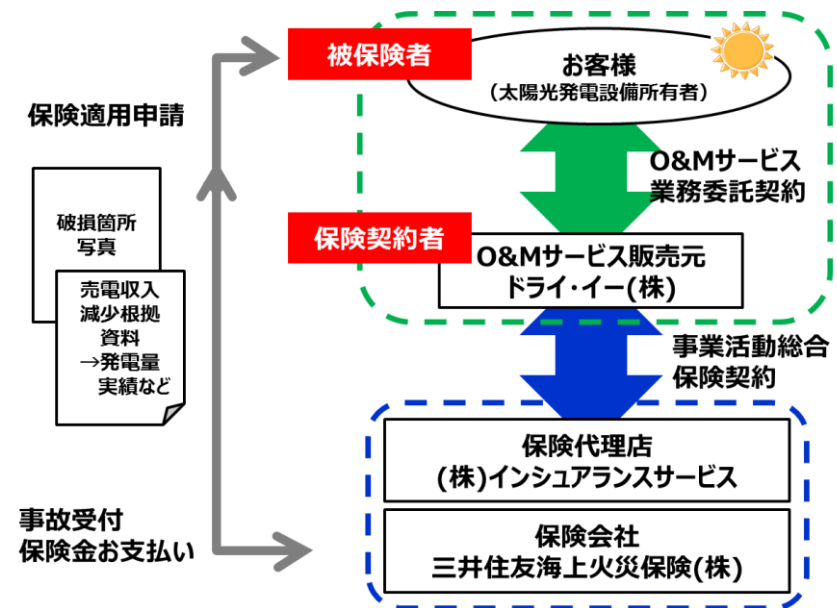 被保険者
お客様
（太陽光発電設備所有者）
保険適用申請
O&Mサービス
業務委託契約
破損箇所
写真
保険契約者
O&Mサービス販売元
ドライ・イー(株)
売電収入
減少根拠
資料
→発電量
実績など
事業活動総合
保険契約
保険代理店
(株)インシュアランスサービス
事故受付
保険金お支払い
保険会社
三井住友海上火災保険(株)